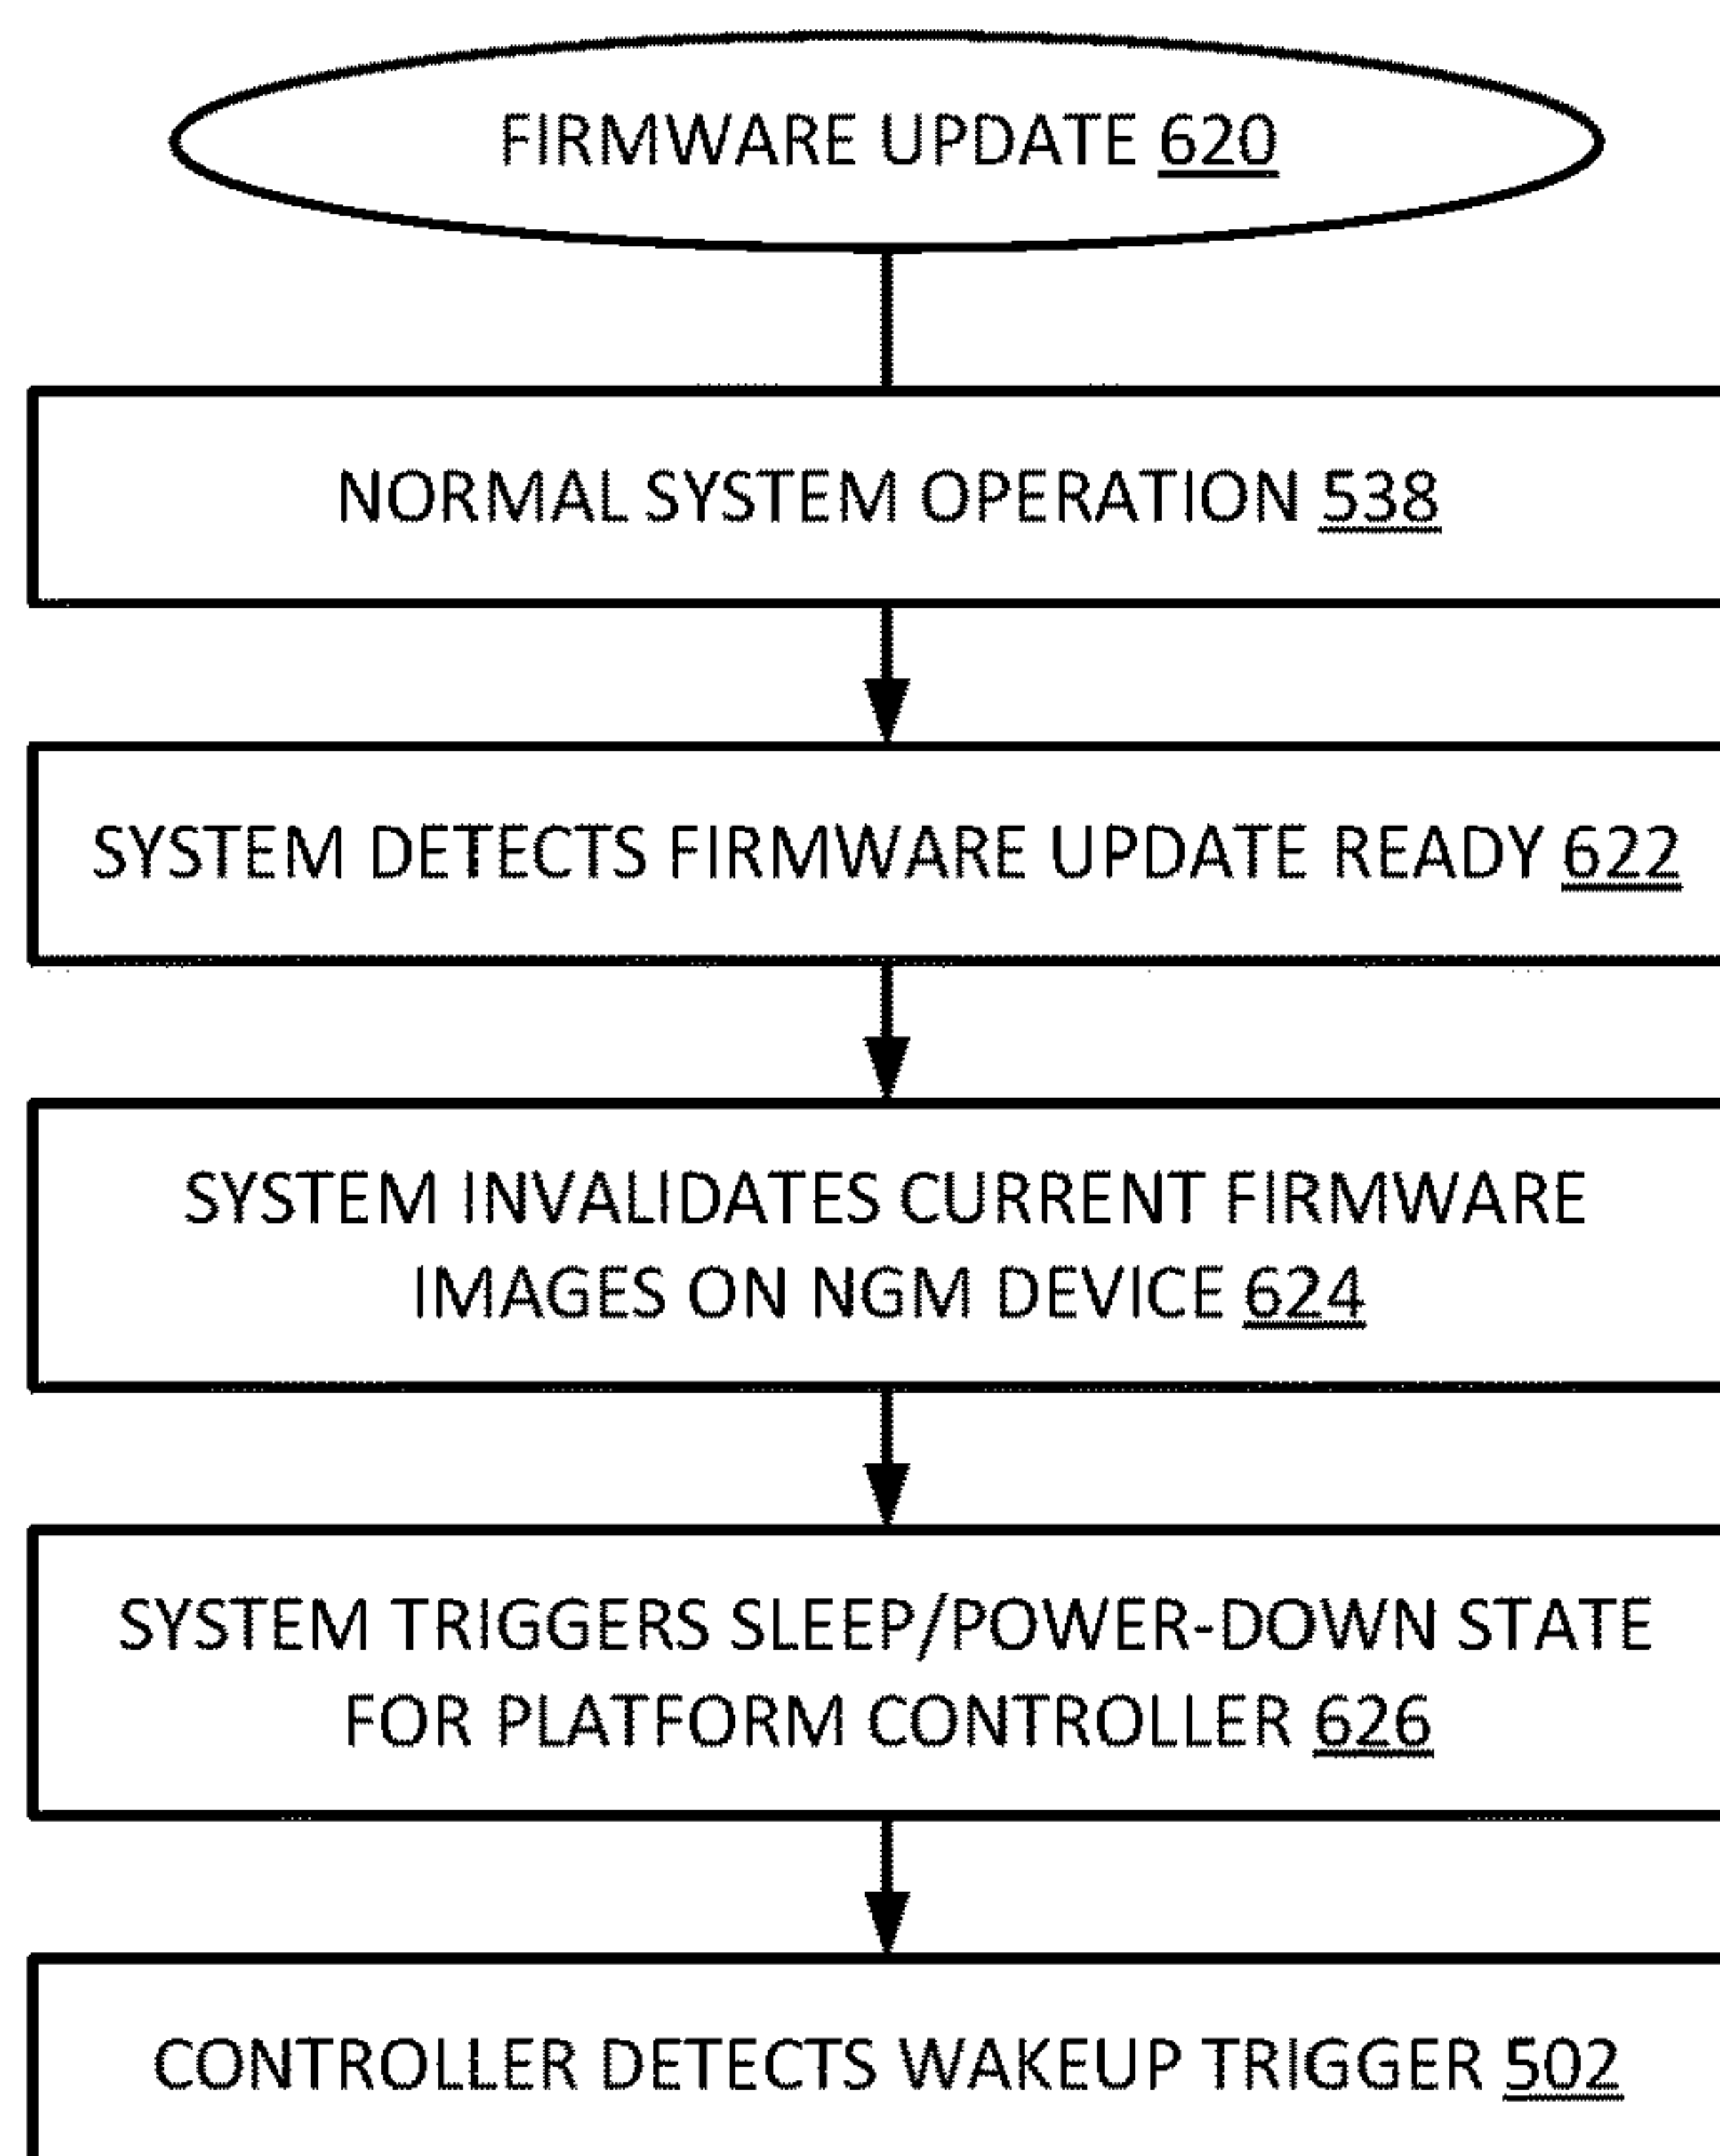 FIRMWARE UPDATE 620
NORMAL SYSTEM OPERATION 538
SYSTEM DETECTS FIRMWARE UPDATE READY 622
SYSTEM INVALIDATES CURRENT FIRMWARE
IMAGES ON NGM DEVICE 624
SYSTEM TRIGGERS SLEEP/POWER-DOWN STATE
FOR PLATFORM CONTROLLER 626
CONTROLLER DETECTS WAKEUP TRIGGER 502